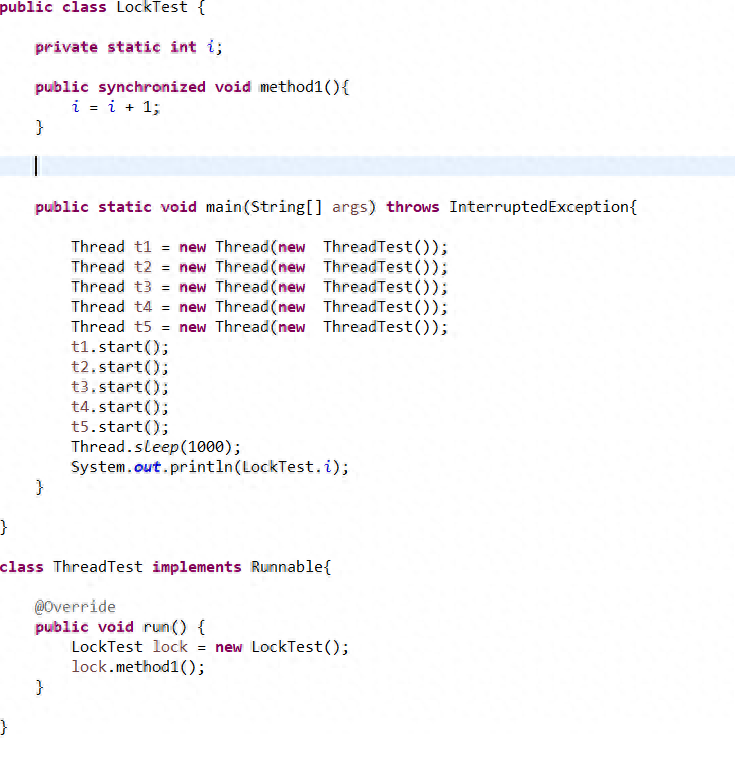 public class LockTest {
private static int i;
public synchronized void method1(){
i = i + 1;
}
public static void main(String[] args) throws InterruptedException{
Thread t1 = new Thread(new  ThreadTest());
Thread t2 = new Thread(new  ThreadTest());
Thread t3 = new Thread(new  ThreadTest());
Thread t4 = new Thread(new  ThreadTest());
Thread t5 = new Thread(new  ThreadTest());
t1.start();
t2.start();
t3.start();
t4.start();
t5.start();
Thread.sleep(1000);
System.out.println(LockTest.i);
}
}
class ThreadTest implements Runnable{
@Override
public void run() {
LockTest lock = new LockTest();
lock.method1();
}
}